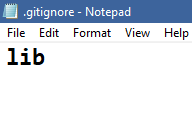 .gitignore - Notepad
File Edit Format View Help
lib